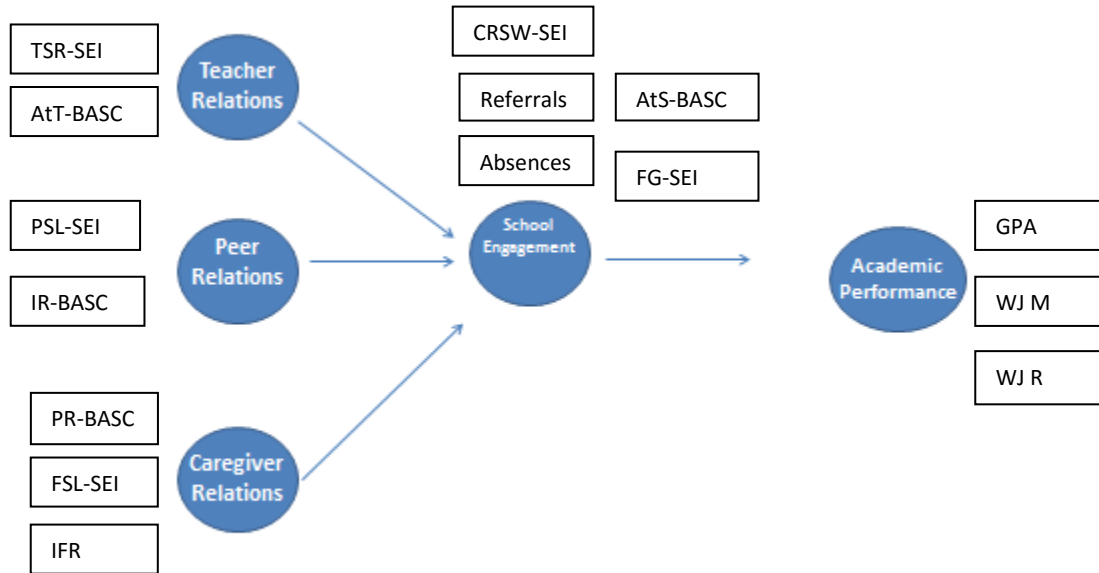 TSR-SEI
AtT-BASC
Teacher
Relations
CRSW-SEI
Referrals
AtS-BASC
Absences
FG-SEI
PSL-SEI
IR-BASC
Peer
Relations
School
Engagement
Academic
Performance
GPA
WJ M
WJ R
PR-BASC
FSL-SEI
IFR
Caregiver
Relations